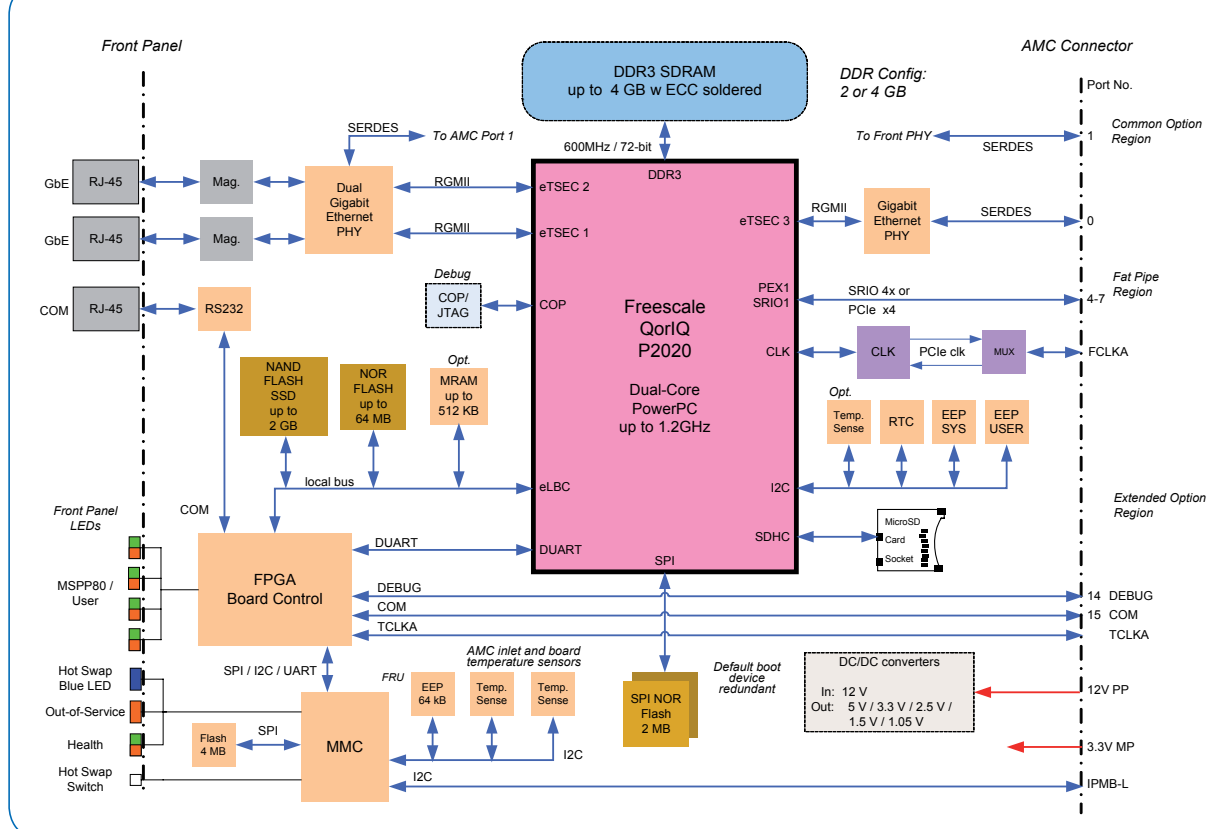 Front Panel
AMC Connector
DDR3 SDRAM
up to 4 GB w ECC soldered
DDR Config:
2 or 4 GB
Port No.
SERDES
To AMC Port 1
600MHz / 72-bit
To Front PHY
SERDES
1
Common Option
Region
GbE
RJ-45
Mag.
Dual
Gigabit
Ethernet
PHY
RGMII
eTSEC 2
DDR3
GbE
RJ-45
Mag.
RGMII
eTSEC 1
eTSEC 3
RGMII
Gigabit
Ethernet
PHY
SERDES
0
COM
RJ-45
RS232
Debug
COP/
JTAG
COP
Freescale
QorIQ
P2020
Dual-Core
PowerPC
up to 1.2GHz
PEX1
SRIO1
SRIO 4x or
PCIe x4
4-7
Fat Pipe
Region
CLK
CLK
PCIe clk
MUX
FCLKA
NAND
FLASH
SSD
up to
2 GB
NOR
FLASH
up to
64 MB
Opt.
MRAM
up to
512 KB
Opt.
Temp.
Sense
RTC
EEP
SYS
EEP
USER
local bus
eLBC
I2C
COM
Front Panel
LEDs
Extended Option
Region
SDHC
MicroSD
Card
Socket
FPGA
Board Control
DUART
DUART
SPI
MSPP80 /
User
DEBUG
14 DEBUG
COM
15 COM
TCLKA
TCLKA
SPI / I2C / UART
AMC inlet and board
temperature sensors
Hot Swap
Blue LED
Out-of-Service
Health
Hot Swap
Switch
FRU
EEP
64 kB
Temp.
Sense
Temp.
Sense
Flash
4 MB
SPI
MMC
I2C
I2C
SPI NOR
Flash
2 MB
Default boot
device
redundant
DC/DC converters
In: 12 V
Out: 5 V / 3.3 V / 2.5 V /
1.5 V / 1.05 V
12V PP
3.3V MP
IPMB-L